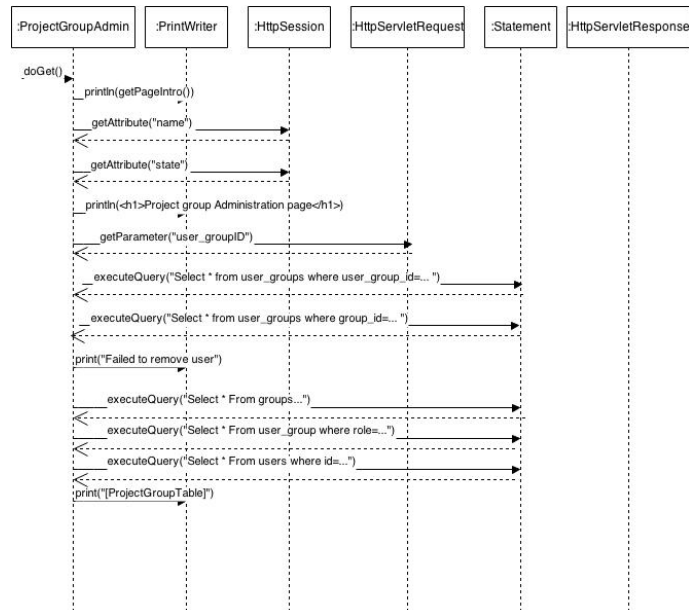 :ProjectGroupAdmin :PrintWriter :HttpSession :HttpServletRequest :Statement :HttpServletResponse
doGet()
println(getPageIntro())
getAttribute("name")
getAttribute("state")
println(<h1>Project group Administration page</h1>)
getParameter("user_groupID")
executeQuery("Select * from user_groups where user_group_id=... ")
executeQuery("Select * from user_groups where group_id=... ")
print("Failed to remove user")
executeQuery("Select * From groups...")
executeQuery("Select * From user_group where role=...")
executeQuery("Select * From users where id=...")
print("[ProjectGroupTable]")